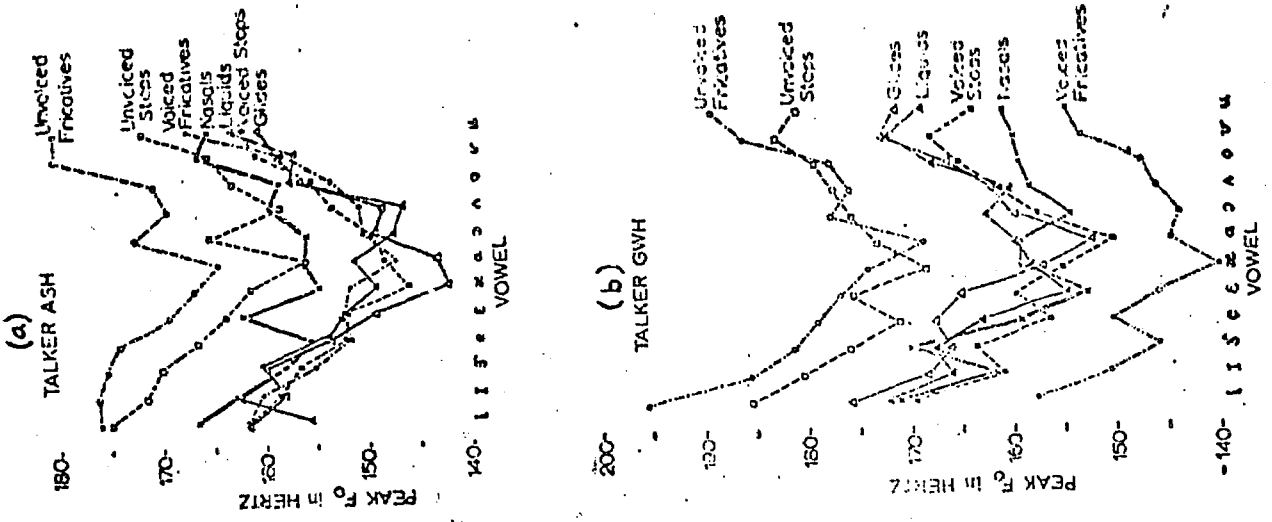 (a)
TALKER ASH
Unvoiced
Fricatives
Unvoiced
Stops
Voiced
Fricatives
Nasals
Liquids
Voiced Stops
Glides
180-
170-
160-
150-
140-
PEAK F0 in HERTZ
VOWEL
(b)
TALKER GWH
Unvoiced
Fricatives
Unvoiced
Stops
Glides
Liquids
Voiced
Stops
Nasals
Voiced
Fricatives
200-
190-
180-
170-
160-
150-
-140-
PEAK F0 in HERTZ
VOWEL